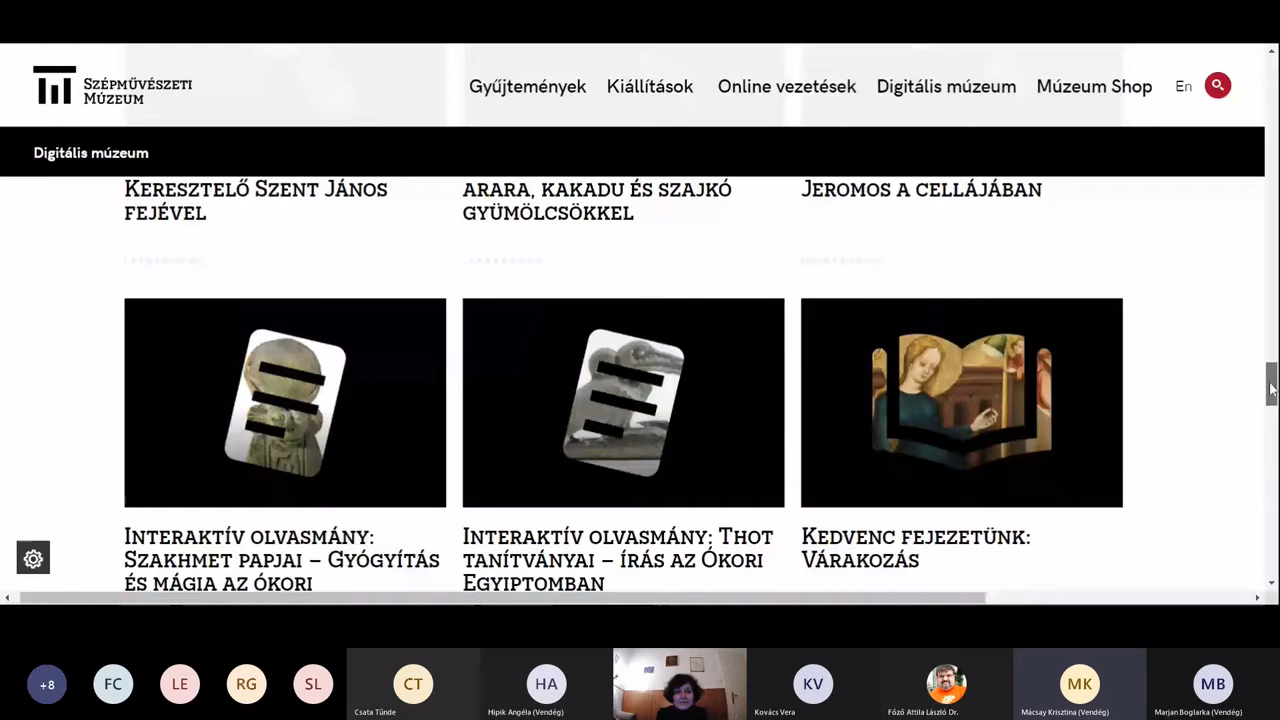 Szépművészeti
Múzeum
Gyűjtemények Kiállítások Online vezetések Digitális múzeum Múzeum Shop En
Digitális múzeum
Keresztelő Szent János
fejével
arara, kakadu és szajkó
gyümölcsökkel
Jeromos a cellájában
Interaktív olvasmány:
Szakhmet papjai – Gyógyítás
és mágia az ókori
Interaktív olvasmány: Thot
tanítványai – írás az Ókori
Egyiptomban
Kedvenc fejezetünk:
Várakozás
+8 FC LE RG SL CT HA KV MK MB
Csata Tünde Hipik Angéla (Vendég) Kovács Vera Főző Attila László Dr. Mácsay Krisztina (Vendég) Marjan Boglarka (Vendég)